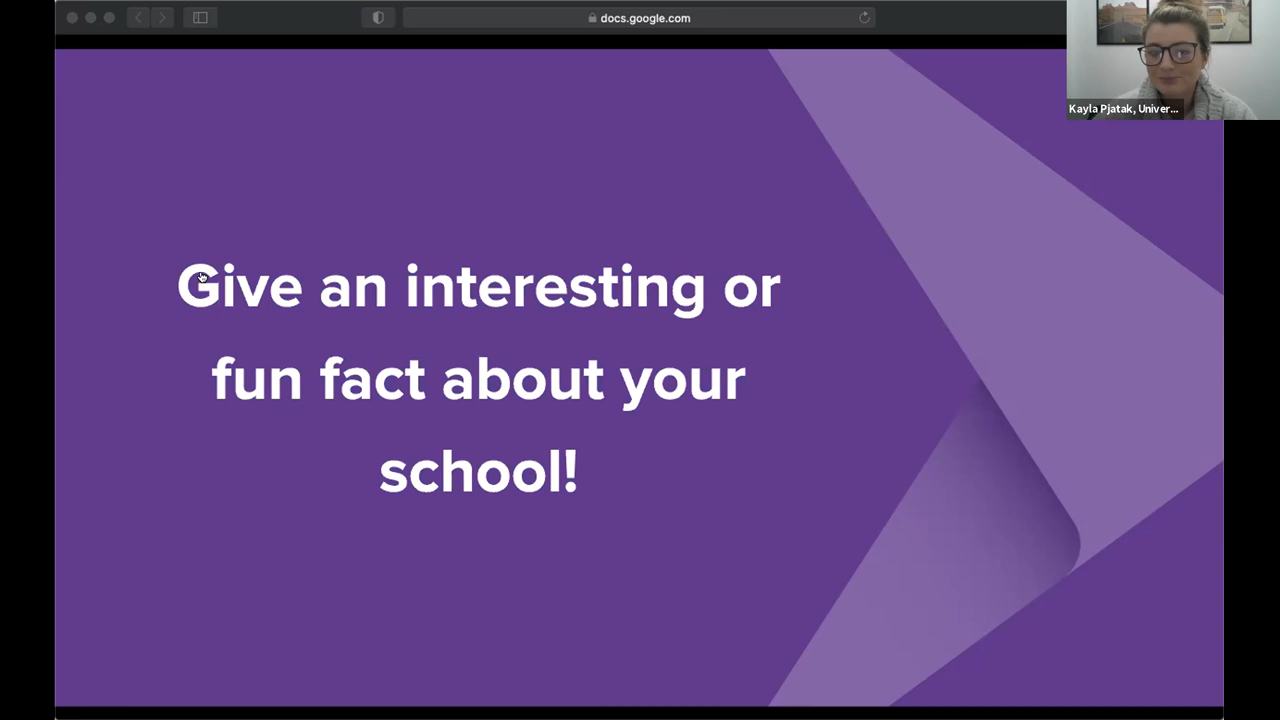 docs.google.com
Kayla Pjatak, Univer...
Give an interesting or
fun fact about your
school!